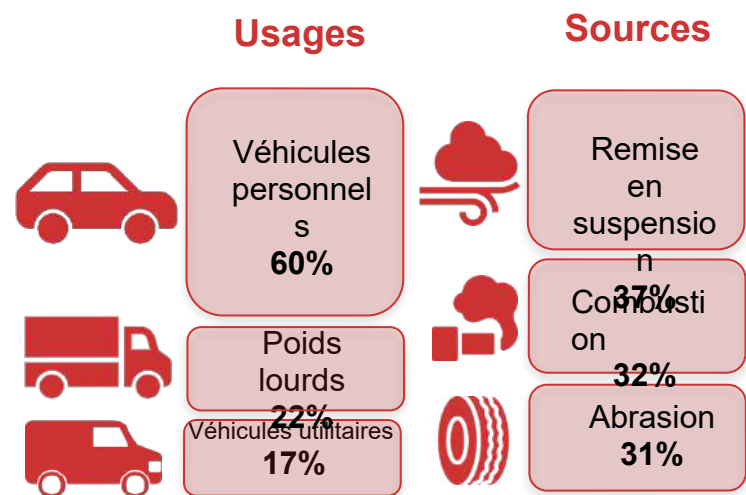 Usages
Véhicules
personnel
s
60%
Poids
lourds
22%
Véhicules utilitaires
17%
Sources
Remise
en
suspensio
n
37%
Combusti
on
32%
Abrasion
31%